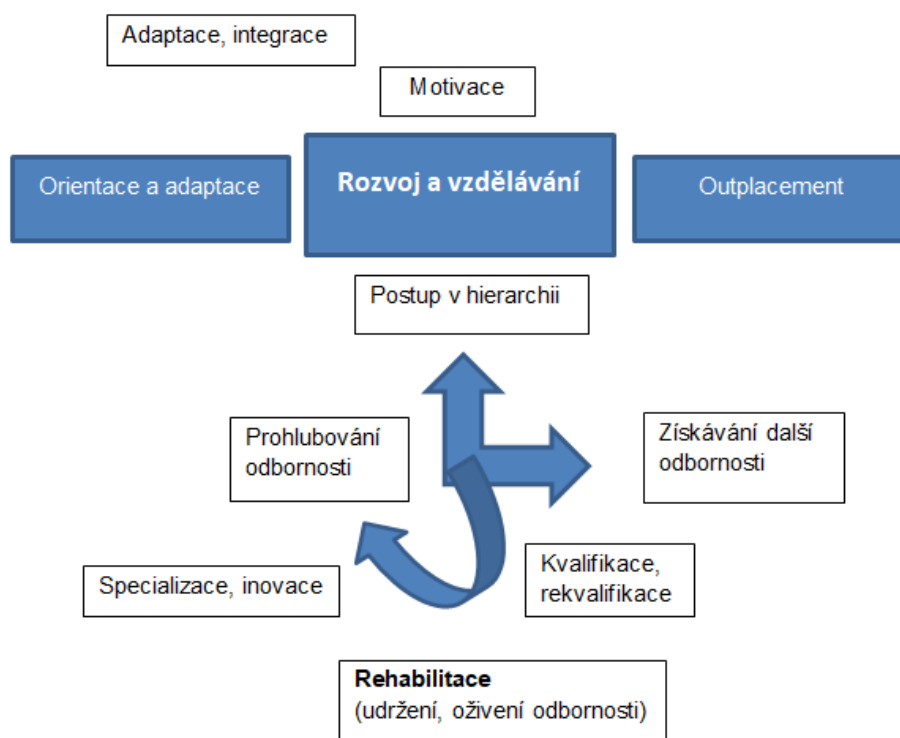 Adaptace, integrace
Motivace
Orientace a adaptace
Rozvoj a vzdělávání
Outplacement
Postup v hierarchii
Prohlubování
odbornosti
Získávání další
odbornosti
Specializace, inovace
Kvalifikace,
rekvalifikace
Rehabilitace
(udržení, oživení odbornosti)